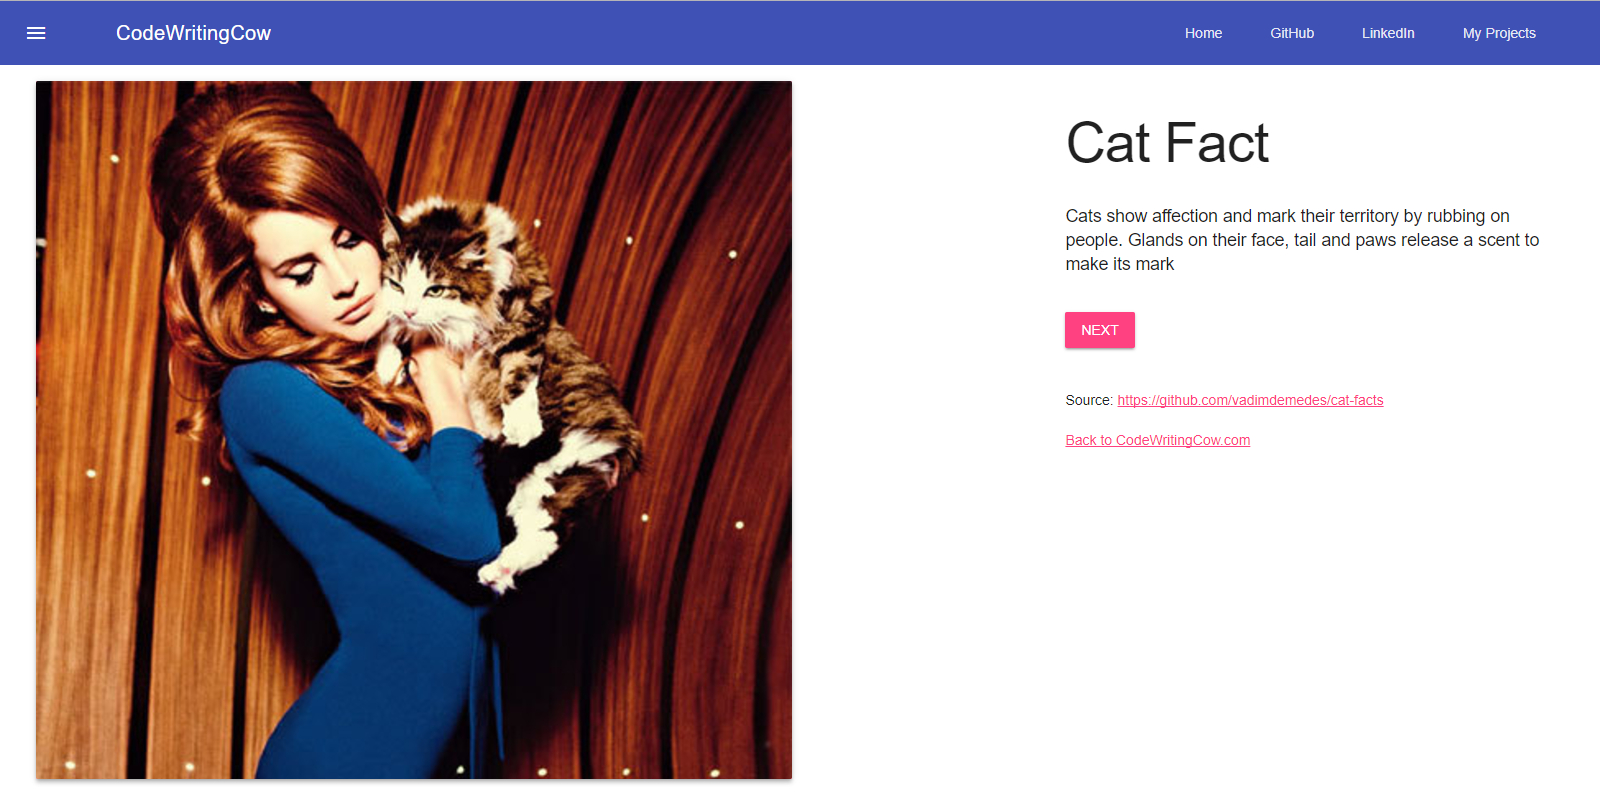 CodeWritingCow
Home
GitHub
LinkedIn
My Projects
Cat Fact
Cats show affection and mark their territory by rubbing on
people. Glands on their face, tail and paws release a scent to
make its mark
NEXT
Source: https://github.com/vadimdemedes/cat-facts
Back to CodeWritingCow.com